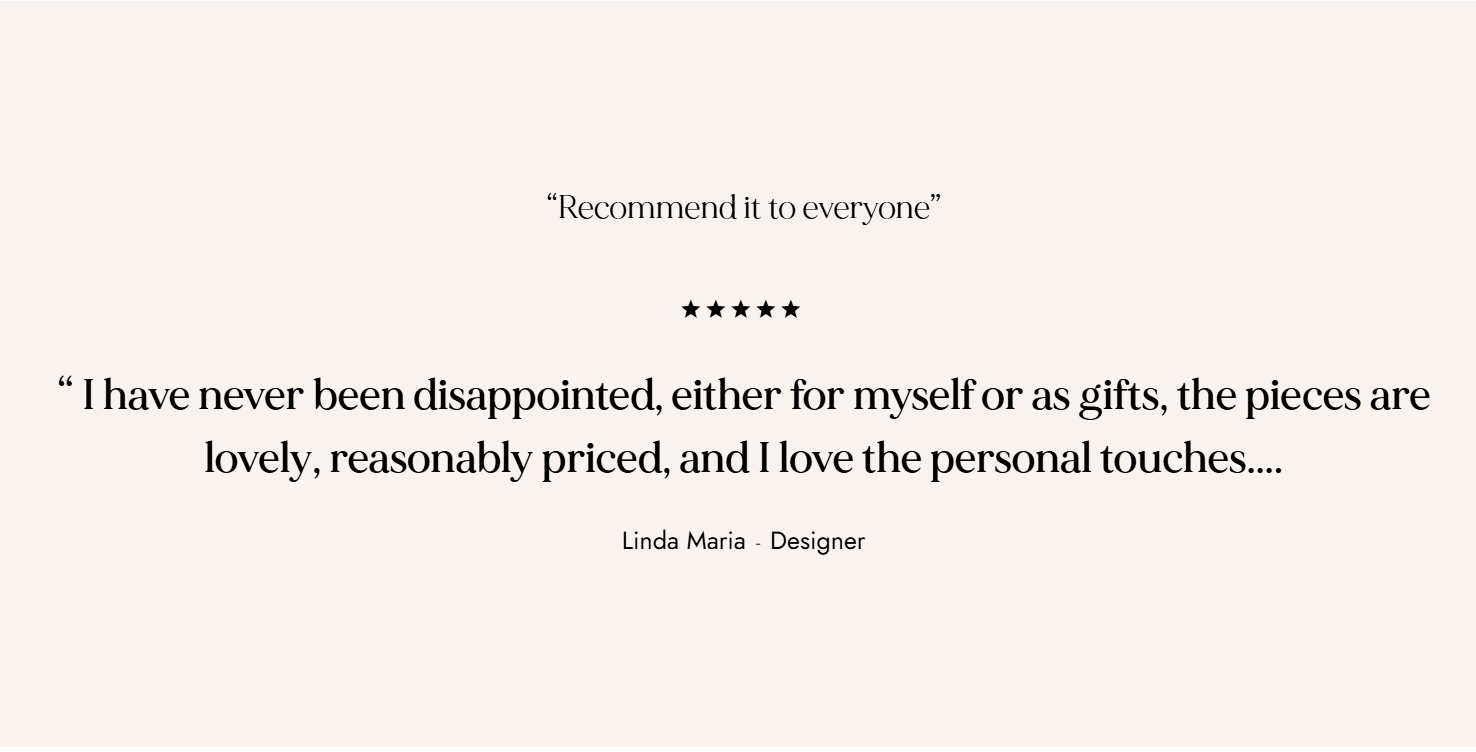 “Recommend it to everyone”
★★★★★
“ I have never been disappointed, either for myself or as gifts, the pieces are
lovely, reasonably priced, and I love the personal touches....
Linda Maria - Designer